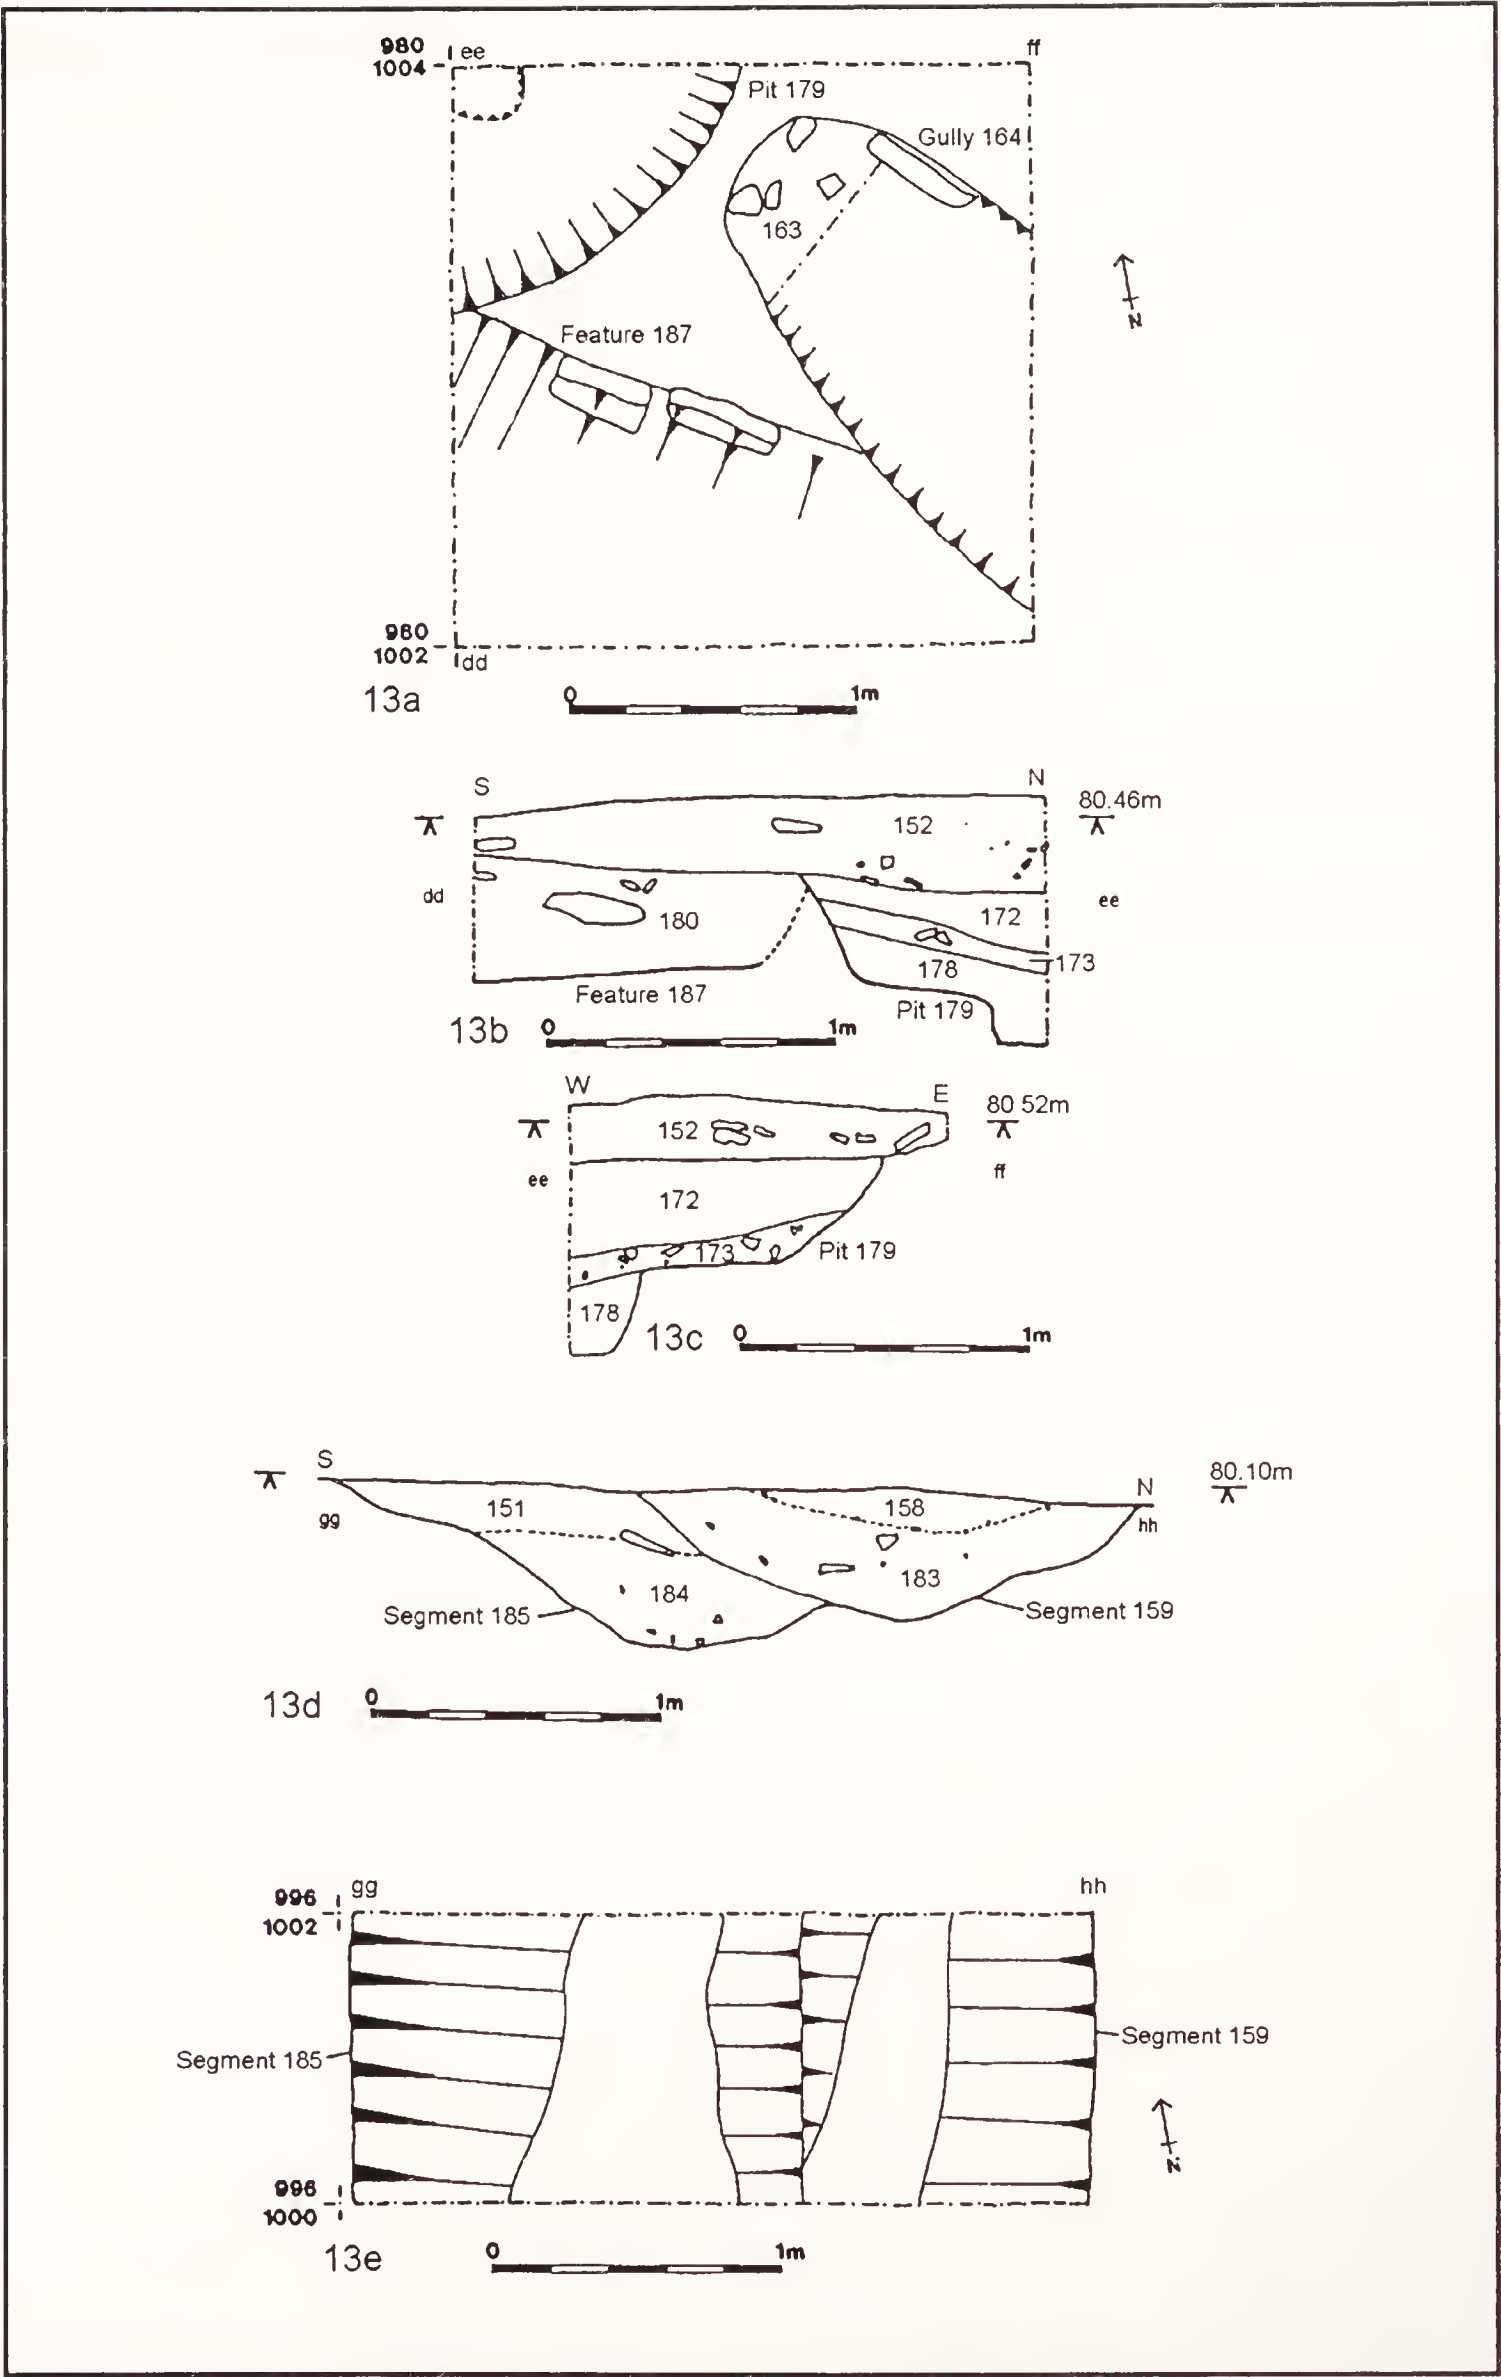 980 ee ff
1004
Pit 179
Gully 164
163
Feature 187
N
980
1002 dd
13a 0 1m
S N
80.46m
152
dd ee
180 172
178 173
Feature 187
Pit 179
13b 0 1m
W E
80 52m
152
ee ff
172
173 Pit 179
178
13c 0 1m
S N
80.10m
151 158
gg hh
183
184
Segment 185 Segment 159
13d 0 1m
996 gg hh
1002
Segment 159
Segment 185
N
996
1000
13e 0 1m